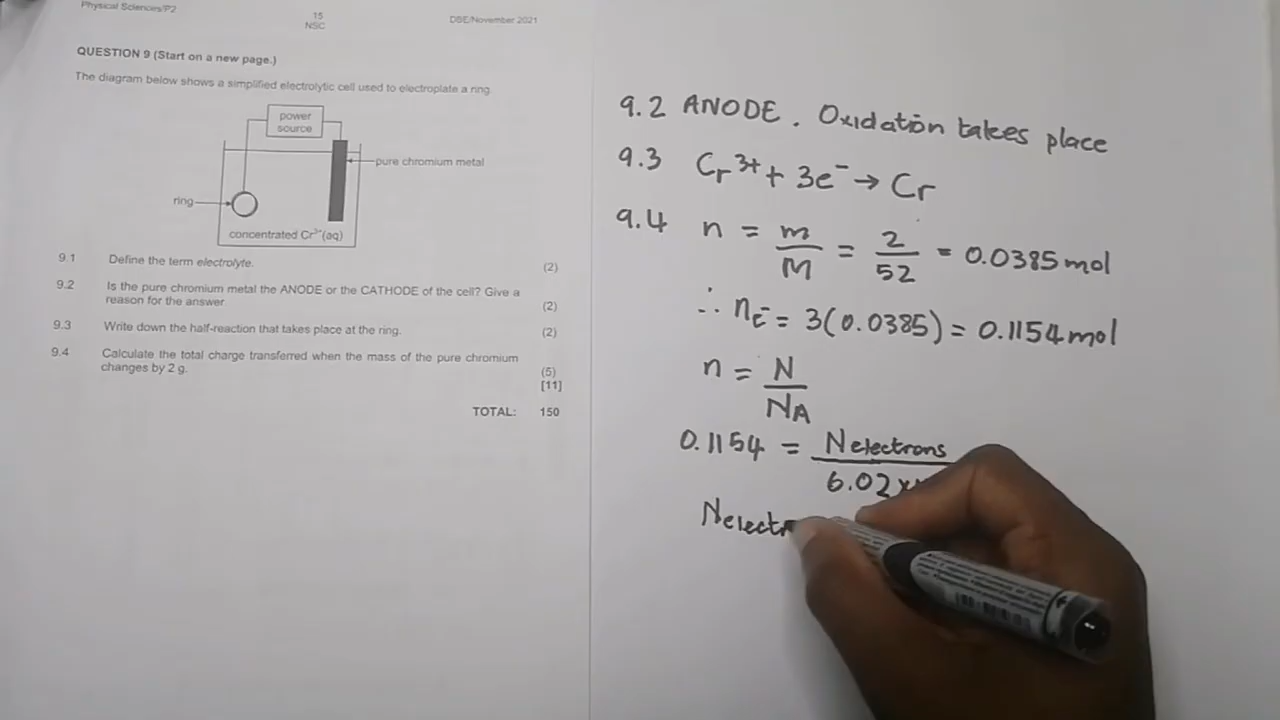 Physical Sciences/P2
15
NSC
DBE/November 2021
QUESTION 9 (Start on a new page.)
The diagram below shows a simplified electrolytic cell used to electroplate a ring.
power
source
pure chromium metal
ring
concentrated Cr³⁺(aq)
9.1 Define the term electrolyte. (2)
9.2 Is the pure chromium metal the ANODE or the CATHODE of the cell? Give a
reason for the answer (2)
9.3 Write down the half-reaction that takes place at the ring. (2)
9.4 Calculate the total charge transferred when the mass of the pure chromium
changes by 2 g. (5)
[11]
TOTAL: 150
9.2 ANODE. Oxidation takes place
9.3 Cr³⁺ + 3e⁻ → Cr
9.4 n = m/M = 2/52 = 0.0385 mol
∴ ne⁻ = 3(0.0385) = 0.1154 mol
n = N/NA
0.1154 = Nelectrons
6.02